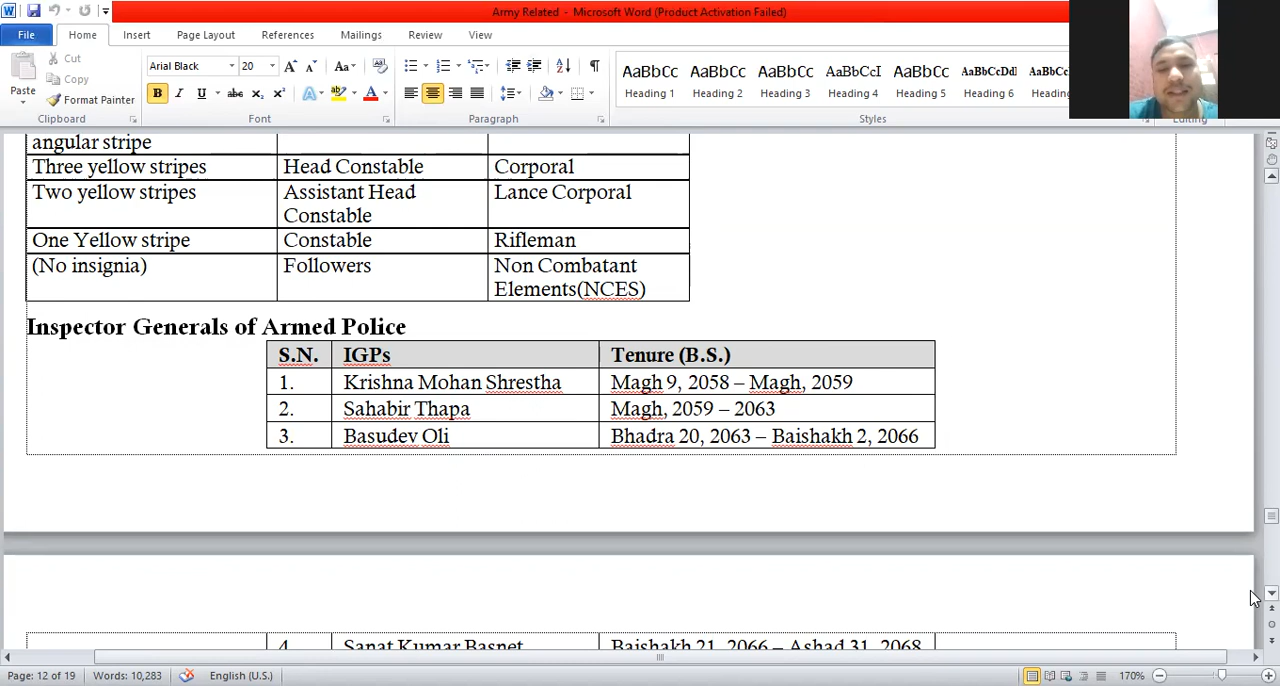 Army Related - Microsoft Word (Product Activation Failed)
File Home Insert Page Layout References Mailings Review View
Paste
Cut
Copy
Format Painter
Clipboard
Arial Black 20
Font
Paragraph
AaBbCc AaBbCc AaBbCc AaBbCcI AaBbCc AaBbCcDd AaBbCc
Heading 1 Heading 2 Heading 3 Heading 4 Heading 5 Heading 6 Heading
Styles
Editing
angular stripe
Three yellow stripes Head Constable Corporal
Two yellow stripes Assistant Head Constable Lance Corporal
One Yellow stripe Constable Rifleman
(No insignia) Followers Non Combatant Elements(NCES)
Inspector Generals of Armed Police
S.N. IGPs Tenure (B.S.)
1. Krishna Mohan Shrestha Magh 9, 2058 – Magh, 2059
2. Sahabir Thapa Magh, 2059 – 2063
3. Basudev Oli Bhadra 20, 2063 – Baishakh 2, 2066
4. Sanat Kumar Basnet Baishakh 21, 2066 – Ashad 31, 2068
Page: 12 of 19 Words: 10,283 English (U.S.) 170%